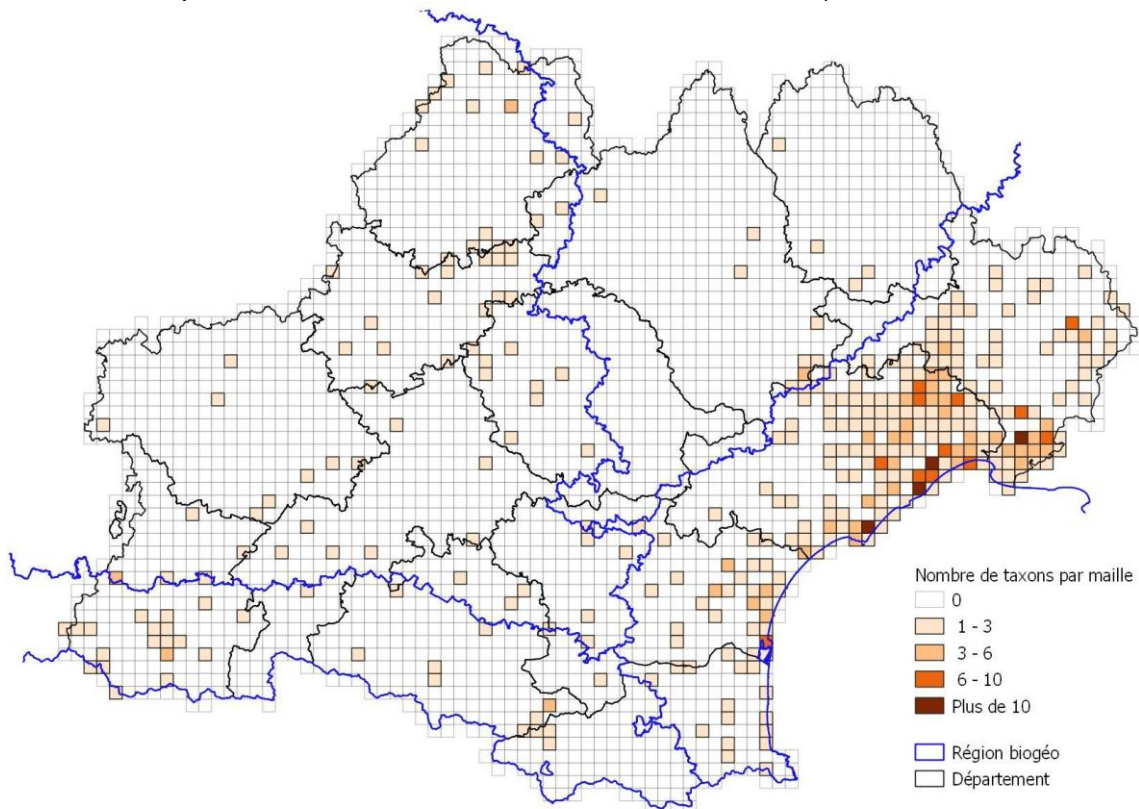 Nombre de taxons par maille
0
1 - 3
3 - 6
6 - 10
Plus de 10
Région biogéo
Département